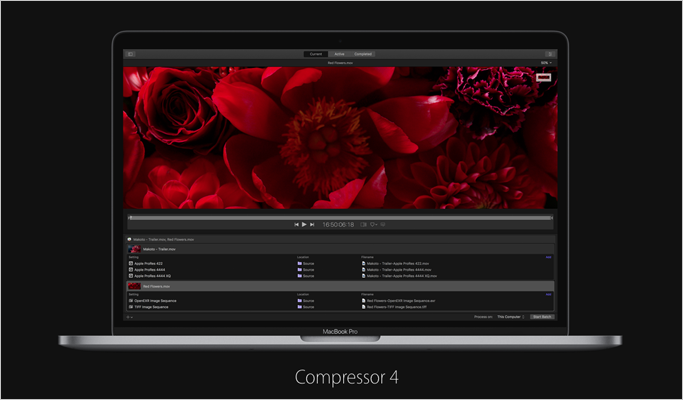 Current Active Completed
Red Flowers.mov
50%
16:50:06:18
Makoto - Trailer.mov, Red Flowers.mov
Makoto - Trailer.mov
Setting Location Filename Add
Apple ProRes 422 Source Makoto - Trailer-Apple ProRes 422.mov
Apple ProRes 4444 Source Makoto - Trailer-Apple ProRes 4444.mov
Apple ProRes 4444 XQ Source Makoto - Trailer-Apple ProRes 4444 XQ.mov
Red Flowers.mov
Setting Location Filename Add
OpenEXR Image Sequence Source Red Flowers-OpenEXR Image Sequence.exr
TIFF Image Sequence Source Red Flowers-TIFF Image Sequence.tiff
Process on: This Computer Start Batch
MacBook Pro
Compressor 4